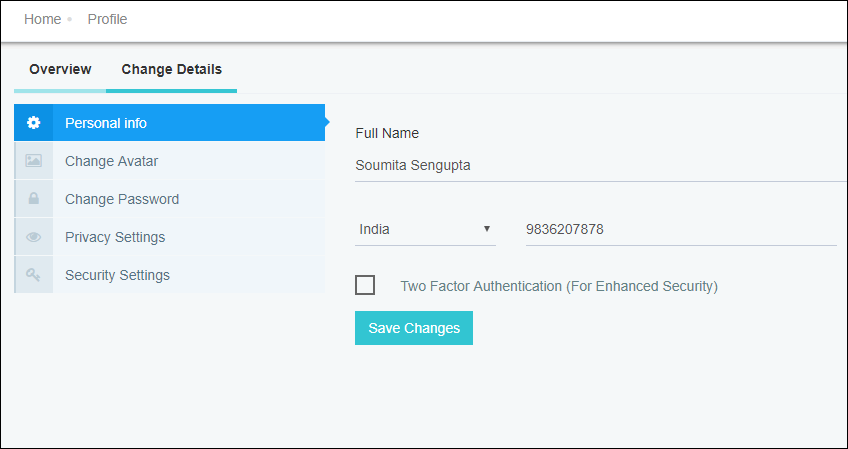 Home Profile
Overview Change Details
Personal info
Change Avatar
Change Password
Privacy Settings
Security Settings
Full Name
Soumita Sengupta
India 9836207878
Two Factor Authentication (For Enhanced Security)
Save Changes